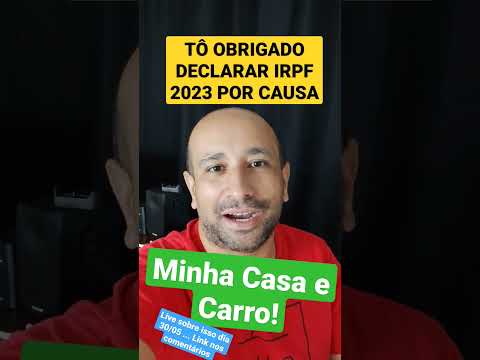 TÔ OBRIGADO
DECLARAR IRPF
2023 POR CAUSA
Minha Casa e
Carro!
Live sobre isso dia
30/05 ... Link nos
comentários